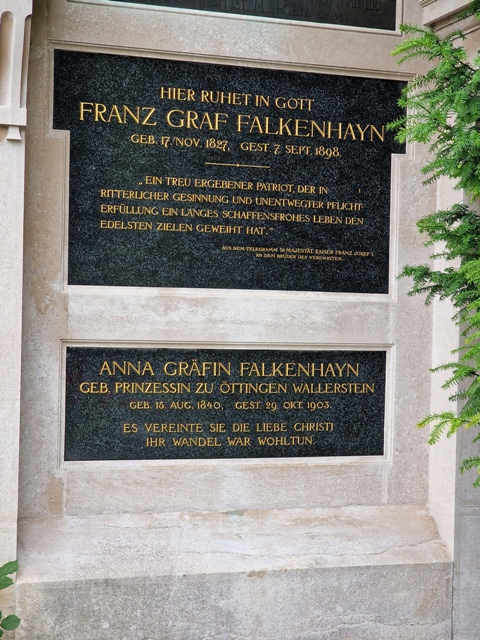 HIER RUHET IN GOTT
FRANZ GRAF FALKENHAYN
GEB. 17. NOV. 1827, GEST. 7. SEPT. 1898.
„EIN TREU ERGEBENER PATRIOT, DER IN
RITTERLICHER GESINNUNG UND UNENTWEGTER PFLICHT-
ERFÜLLUNG EIN LANGES SCHAFFENSFROHES LEBEN DEN
EDELSTEN ZIELEN GEWEIHT HAT."
AUS DEM TELEGRAMM SR MAJESTÄT KAISER FRANZ JOSEF I.
AN DEN BRUDER DES VEREWIGTEN.
ANNA GRÄFIN FALKENHAYN
GEB. PRINZESSIN ZU ÖTTINGEN WALLERSTEIN
GEB. 15. AUG. 1840, GEST. 29. OKT. 1903.
ES VEREINTE SIE DIE LIEBE CHRISTI
IHR WANDEL WAR WOHLTUN.